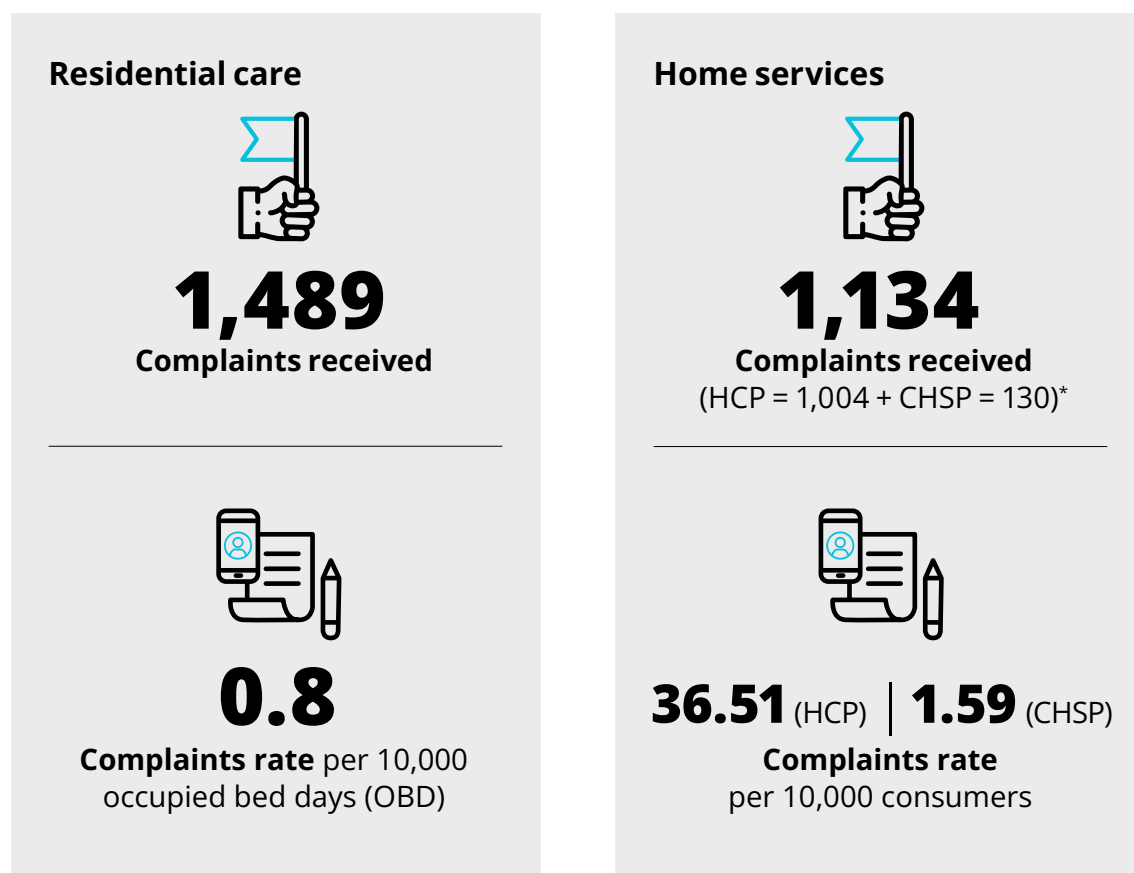 Residential care
1,489
Complaints received
0.8
Complaints rate per 10,000
occupied bed days (OBD)
Home services
1,134
Complaints received
(HCP = 1,004 + CHSP = 130)*
36.51 (HCP) | 1.59 (CHSP)
Complaints rate
per 10,000 consumers